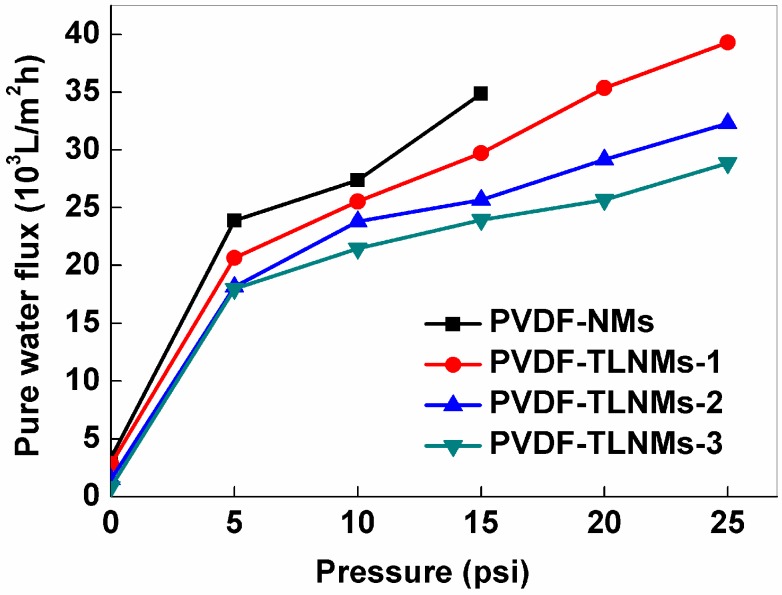 Pure water flux (10³L/m²h)
40
35
30
25
20
15
10
5
0
PVDF-NMs
PVDF-TLNMs-1
PVDF-TLNMs-2
PVDF-TLNMs-3
0 5 10 15 20 25
Pressure (psi)